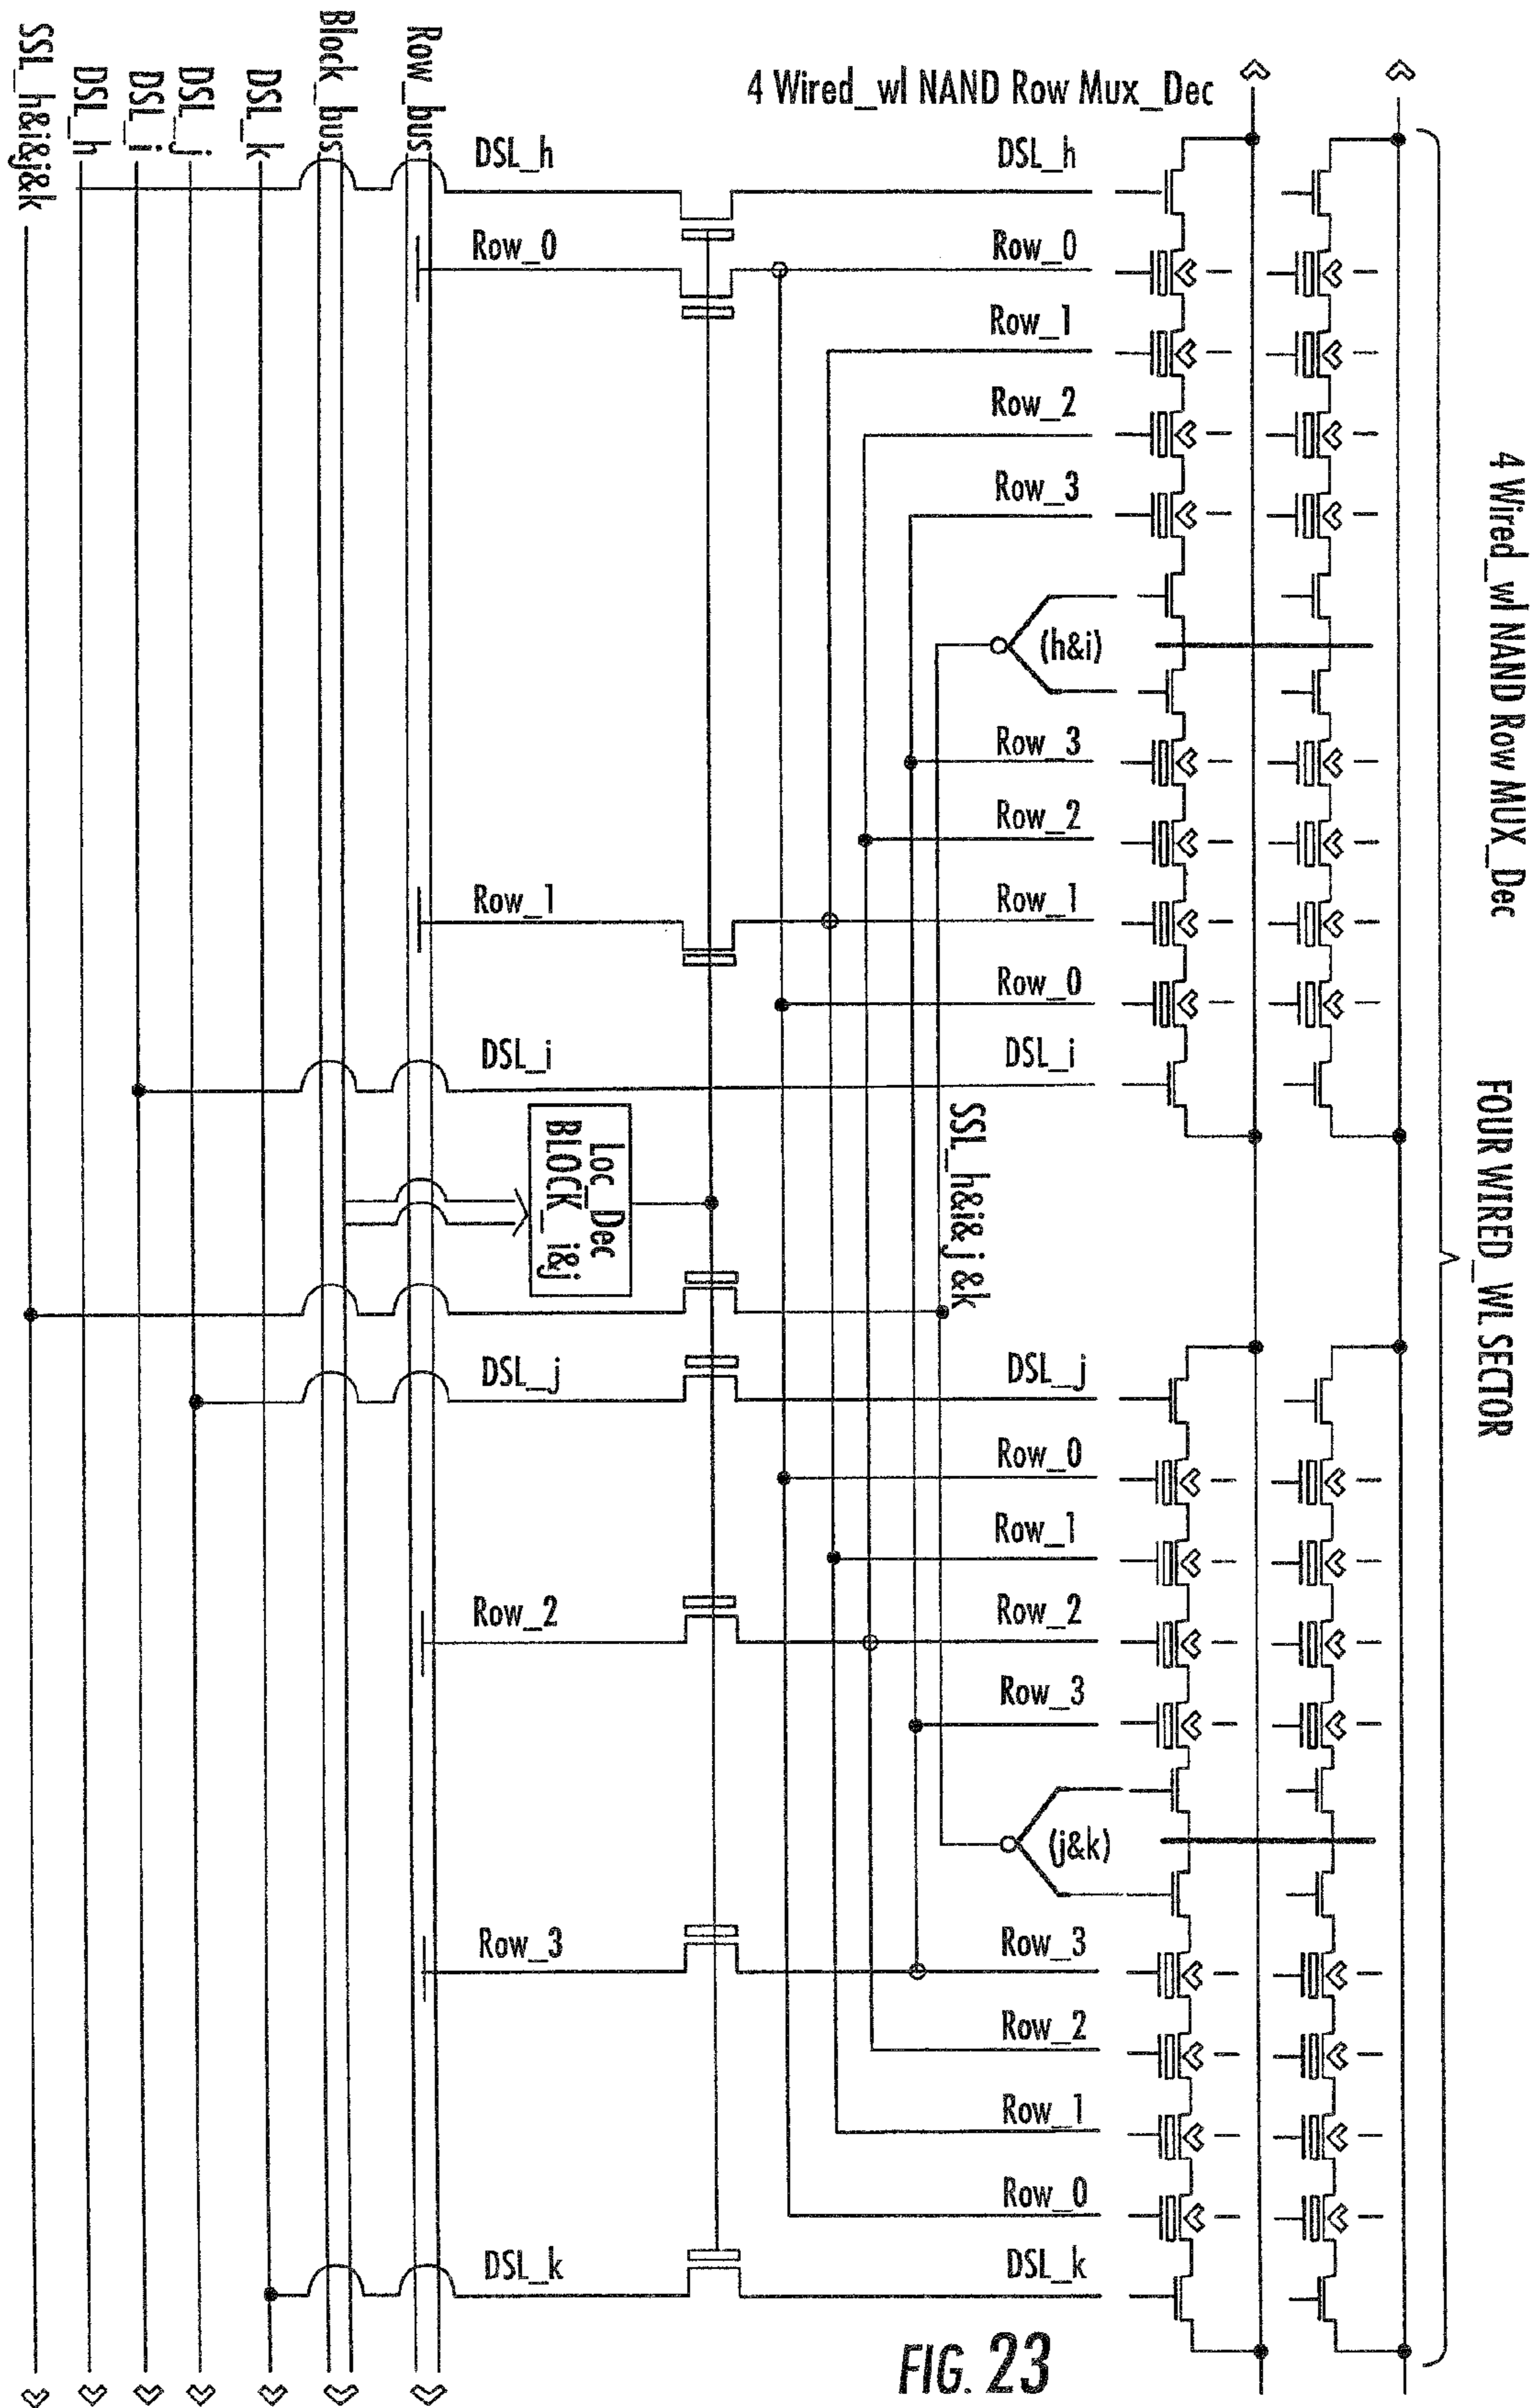 4 Wired_wl NAND Row MUX_Dec
FOUR WIRED_WL SECTOR
4 Wired_wl NAND Row Mux_Dec
SSL_h&i&j&k
DSL_h
DSL_i
DSL_j
DSL_k
Block_bus
Row_bus
DSL_h
DSL_h
Row_0
Row_0
Row_1
Row_2
Row_3
(h&i)
Row_3
Row_2
Row_1
Row_1
Row_0
DSL_i
DSL_i
Loc_Dec
BLOCK_i&j
SSL_h&i&j&k
DSL_j
DSL_j
Row_0
Row_1
Row_2
Row_2
Row_3
(j&k)
Row_3
Row_3
Row_2
Row_1
Row_0
DSL_k
DSL_k
FIG. 23